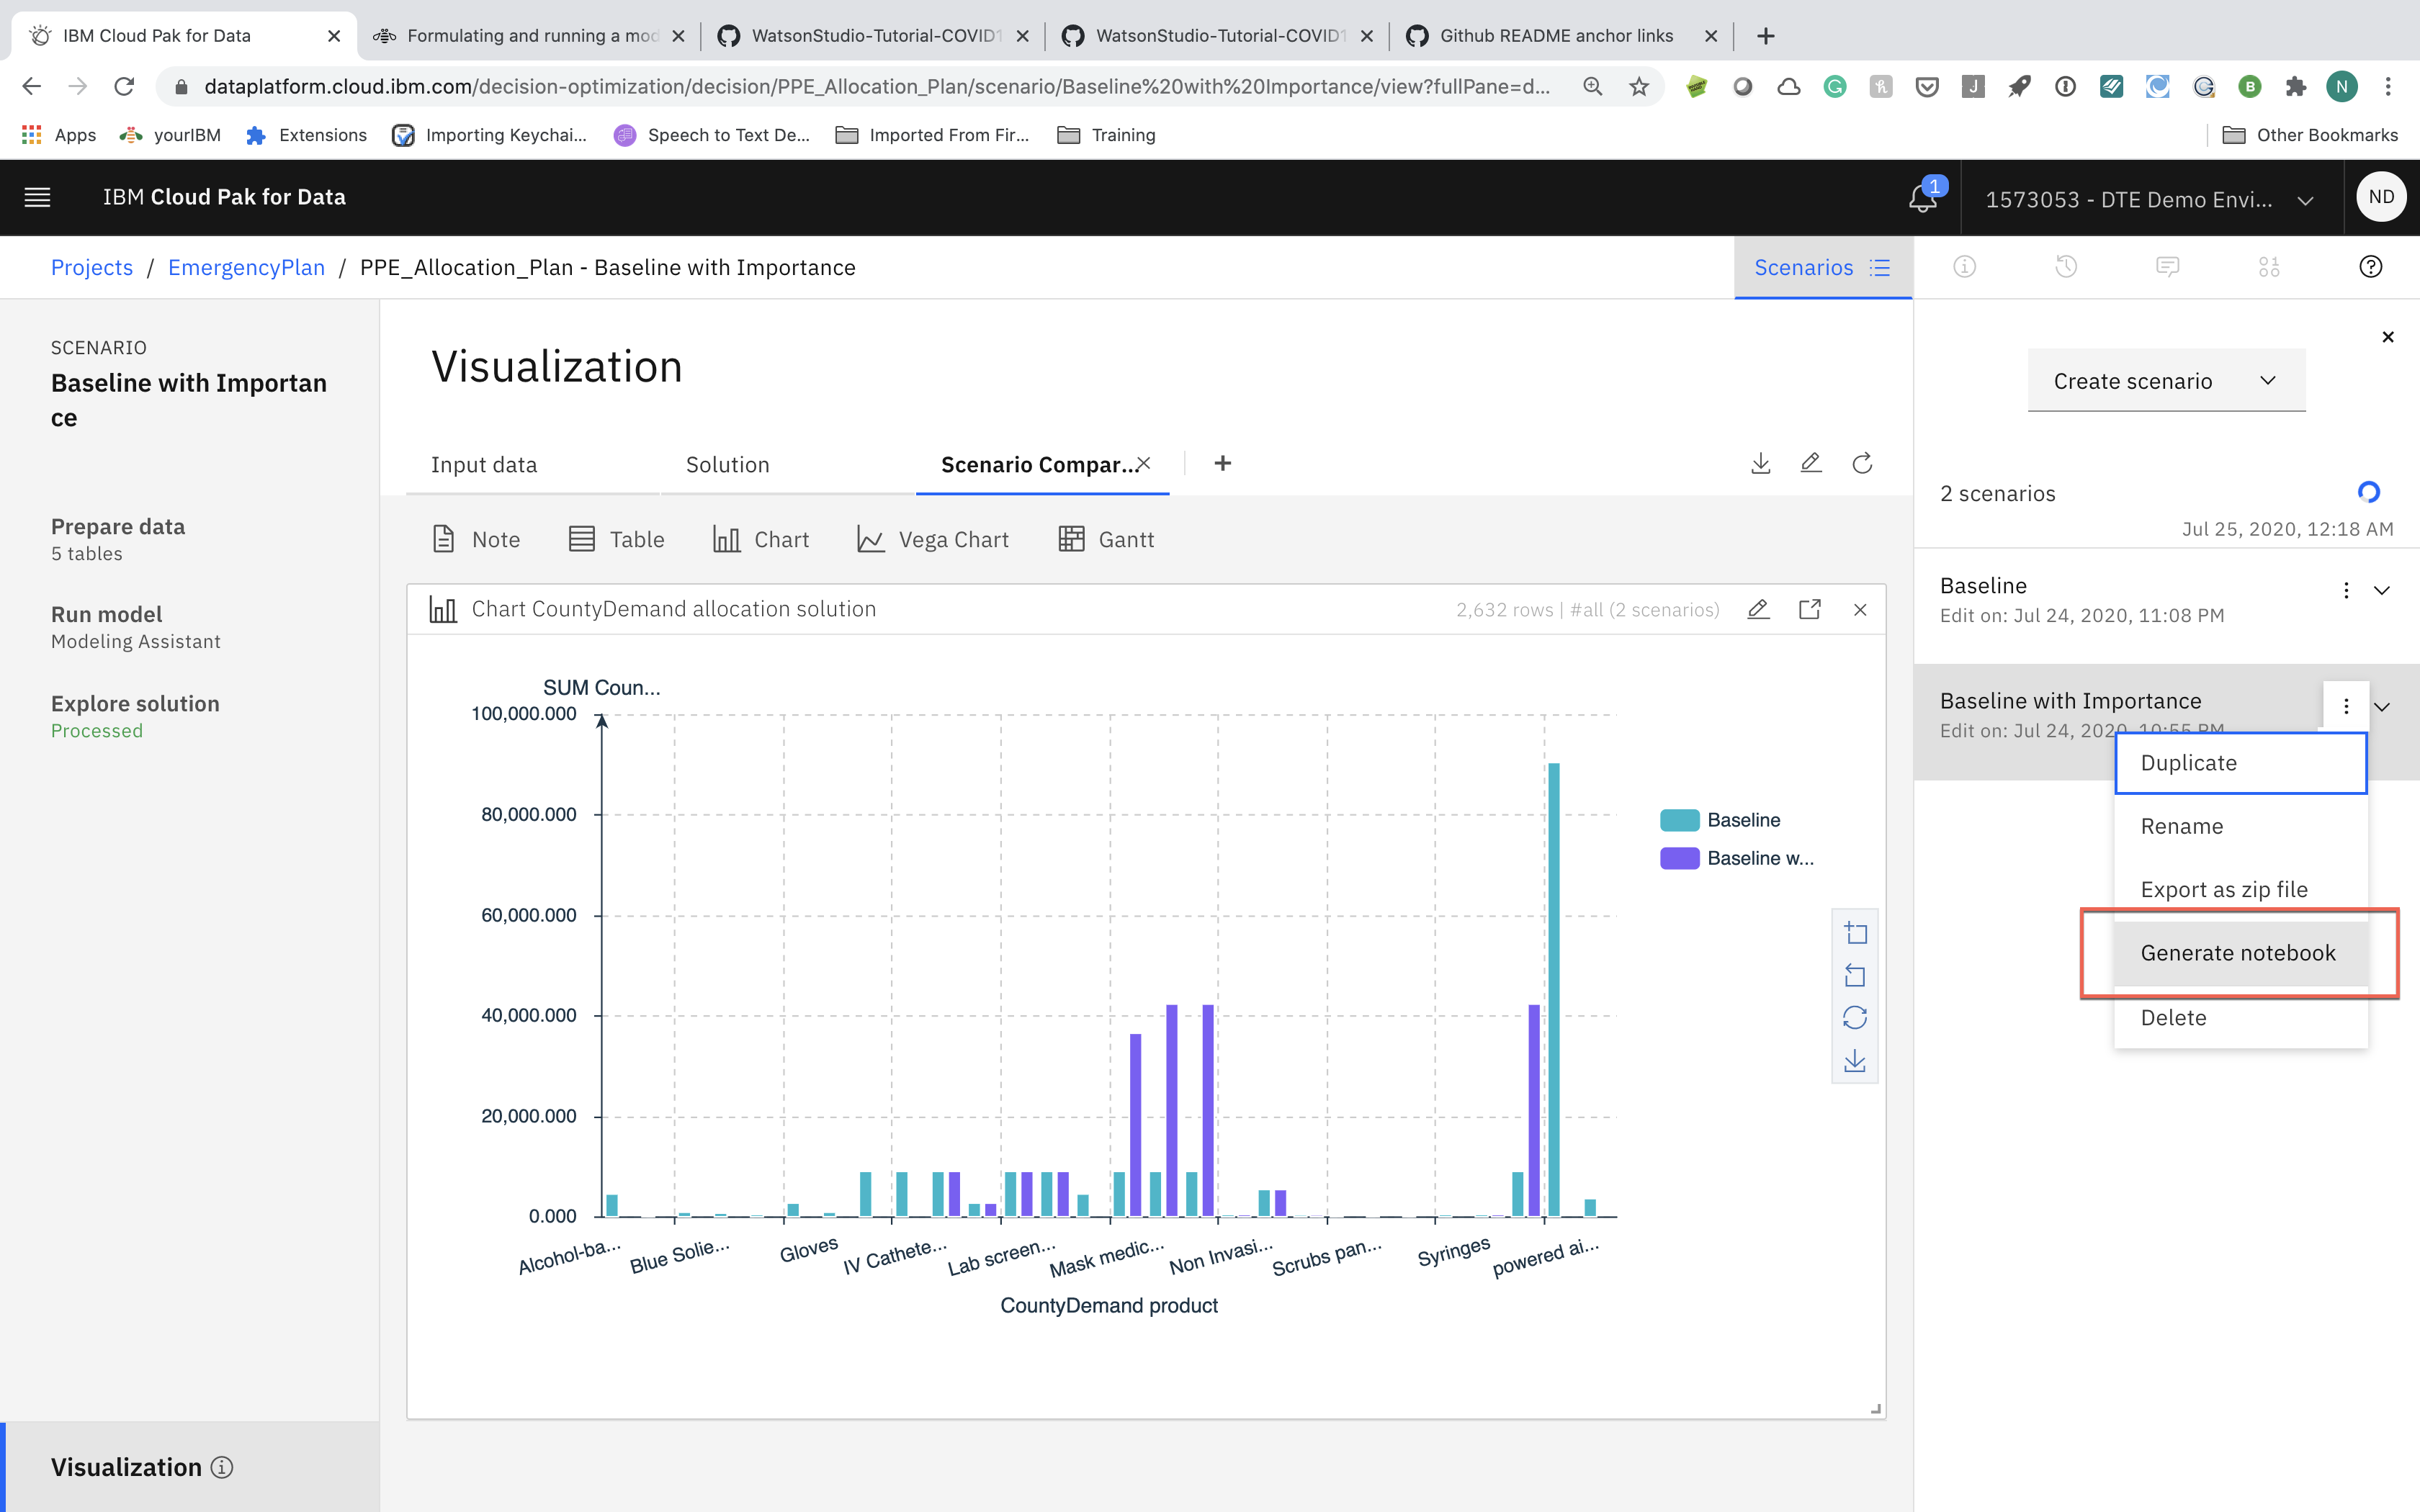 IBM Cloud Pak for Data
Formulating and running a mod
WatsonStudio-Tutorial-COVID1
WatsonStudio-Tutorial-COVID1
Github README anchor links
dataplatform.cloud.ibm.com/decision-optimization/decision/PPE_Allocation_Plan/scenario/Baseline%20with%20Importance/view?fullPane=d...
N
Apps
yourIBM
Extensions
Importing Keychai...
Speech to Text De...
Imported From Fir...
Training
Other Bookmarks
IBM Cloud Pak for Data
1
1573053 - DTE Demo Envi...
ND
Projects / EmergencyPlan / PPE_Allocation_Plan - Baseline with Importance
Scenarios
SCENARIO
Baseline with Importan
ce
Prepare data
5 tables
Run model
Modeling Assistant
Explore solution
Processed
Visualization
Visualization
Input data
Solution
Scenario Compar...
Note
Table
Chart
Vega Chart
Gantt
Chart CountyDemand allocation solution
2,632 rows | #all (2 scenarios)
SUM Coun...
100,000.000
80,000.000
60,000.000
40,000.000
20,000.000
0.000
Alcohol-ba...
Blue Solie...
Gloves
IV Cathete...
Lab screen...
Mask medic...
Non Invasi...
Scrubs pan...
Syringes
powered ai...
CountyDemand product
Baseline
Baseline w...
Create scenario
2 scenarios
Jul 25, 2020, 12:18 AM
Baseline
Edit on: Jul 24, 2020, 11:08 PM
Baseline with Importance
Edit on: Jul 24, 2020, 10:55 PM
Duplicate
Rename
Export as zip file
Generate notebook
Delete